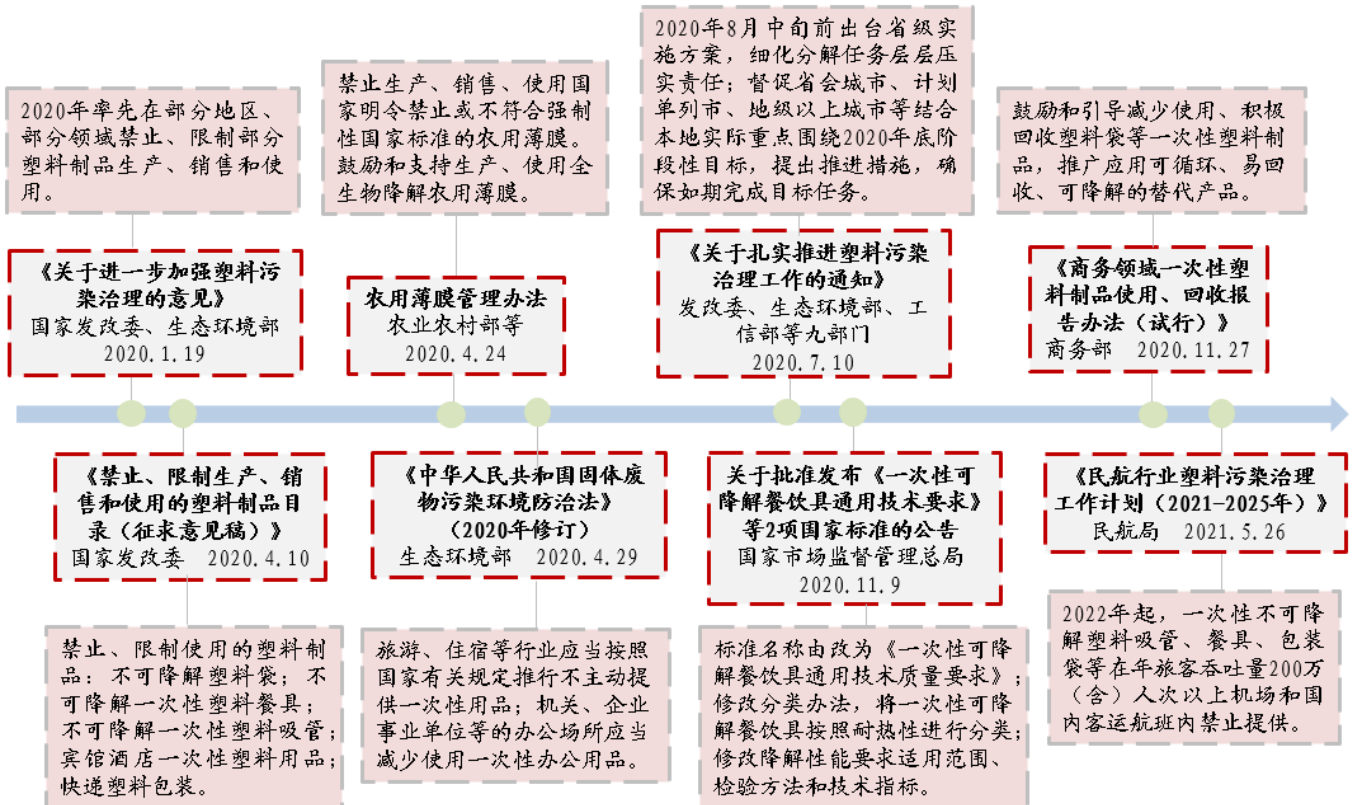 2020年率先在部分地区、
部分领域禁止、限制部分
塑料制品生产、销售和使
用。
《关于进一步加强塑料污
染治理的意见》
国家发改委、生态环境部
2020.1.19
禁止生产、销售、使用国
家明令禁止或不符合强制
性国家标准的农用薄膜。
鼓励和支持生产、使用全
生物降解农用薄膜。
农用薄膜管理办法
农业农村部等
2020.4.24
2020年8月中旬前出台省级实
施方案，细化分解任务层层压
实责任；督促省会城市、计划
单列市、地级以上城市等结合
本地实际重点围绕2020年底阶
段性目标，提出推进措施，确
保如期完成目标任务。
《关于扎实推进塑料污染
治理工作的通知》
发改委、生态环境部、工
信部等九部门
2020.7.10
鼓励和引导减少使用、积极
回收塑料袋等一次性塑料制
品，推广应用可循环、易回
收、可降解的替代产品。
《商务领域一次性塑
料制品使用、回收报
告办法（试行）》
商务部 2020.11.27
《禁止、限制生产、销
售和使用的塑料制品目
录（征求意见稿）》
国家发改委 2020.4.10
禁止、限制使用的塑料制
品：不可降解塑料袋；不
可降解一次性塑料餐具；
不可降解一次性塑料吸管；
宾馆酒店一次性塑料用品；
快递塑料包装。
《中华人民共和国固体废
物污染环境防治法》
（2020年修订）
生态环境部 2020.4.29
旅游、住宿等行业应当按照
国家有关规定推行不主动提
供一次性用品；机关、企业
事业单位等的办公场所应当
减少使用一次性办公用品。
关于批准发布《一次性可
降解餐饮具通用技术要求》
等2项国家标准的公告
国家市场监督管理总局
2020.11.9
标准名称由改为《一次性可降
解餐饮具通用技术质量要求》；
修改分类办法，将一次性可降
解餐饮具按照耐热性进行分类；
修改降解性能要求适用范围、
检验方法和技术指标。
《民航行业塑料污染治理
工作计划（2021-2025年）》
民航局 2021.5.26
2022年起，一次性不可降
解塑料吸管、餐具、包装
袋等在年旅客吞吐量200万
（含）人次以上机场和国
内客运航班内禁止提供。